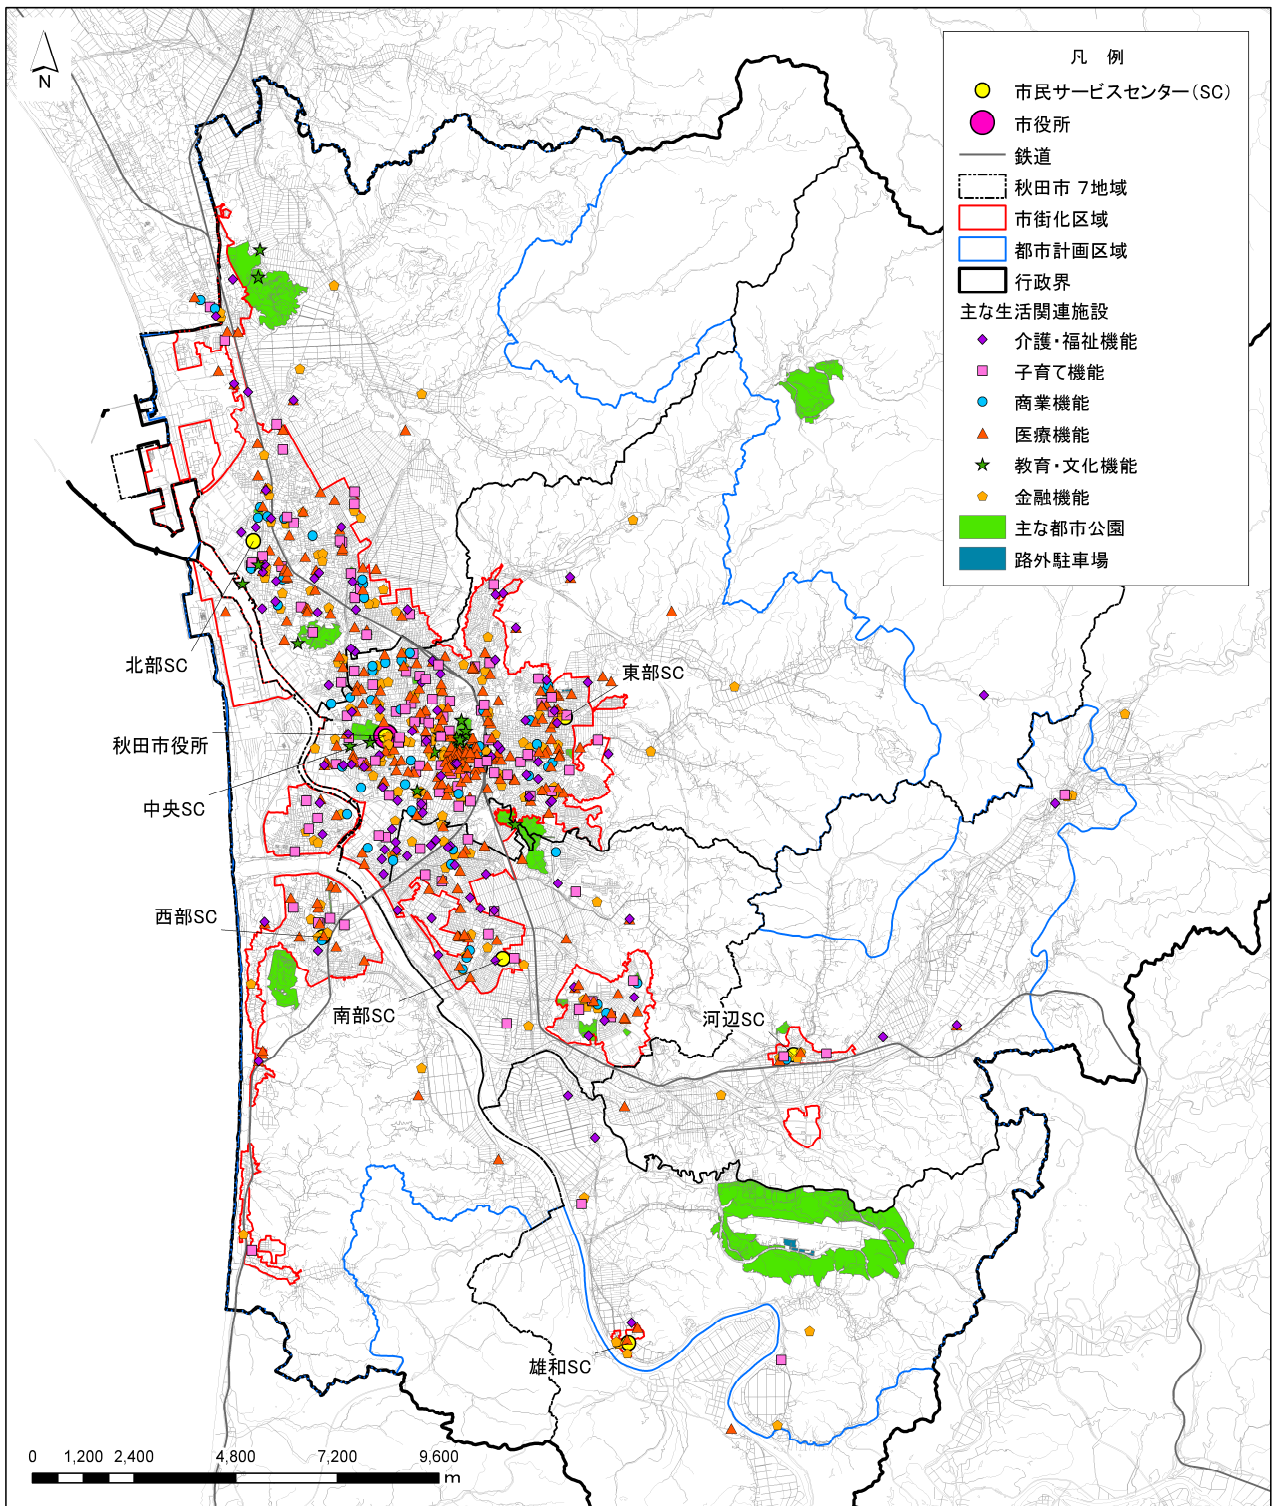 N
凡 例
市民サービスセンター(SC)
市役所
鉄道
秋田市 7地域
市街化区域
都市計画区域
行政界
主な生活関連施設
介護・福祉機能
子育て機能
商業機能
医療機能
教育・文化機能
金融機能
主な都市公園
路外駐車場
北部SC
東部SC
秋田市役所
中央SC
西部SC
南部SC
河辺SC
雄和SC
0 1,200 2,400 4,800 7,200 9,600
m